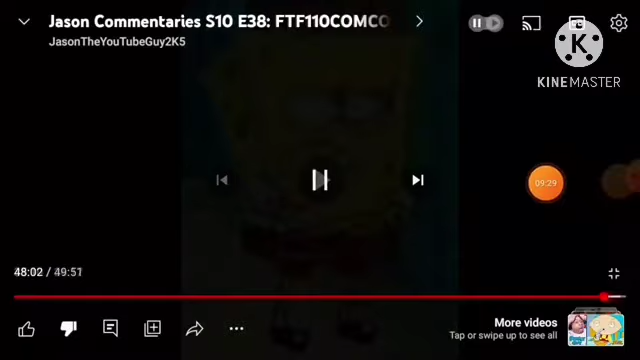 Jason Commentaries S10 E38: FTF110COMCO
JasonTheYouTubeGuy2K5
K
KINEMASTER
09:29
48:02 / 49:51
More videos
Tap or swipe up to see all